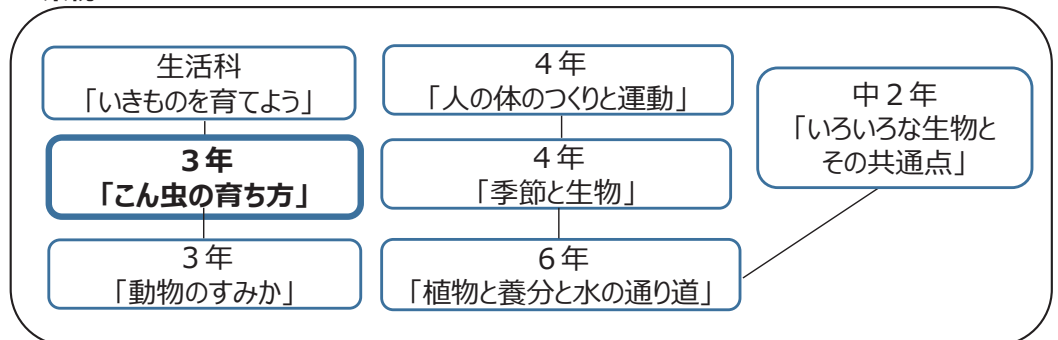 生活科
「いきものを育てよう」
3年
「こん虫の育ち方」
3年
「動物のすみか」
4年
「人の体のつくりと運動」
4年
「季節と生物」
6年
「植物と養分と水の通り道」
中2年
「いろいろな生物と
その共通点」